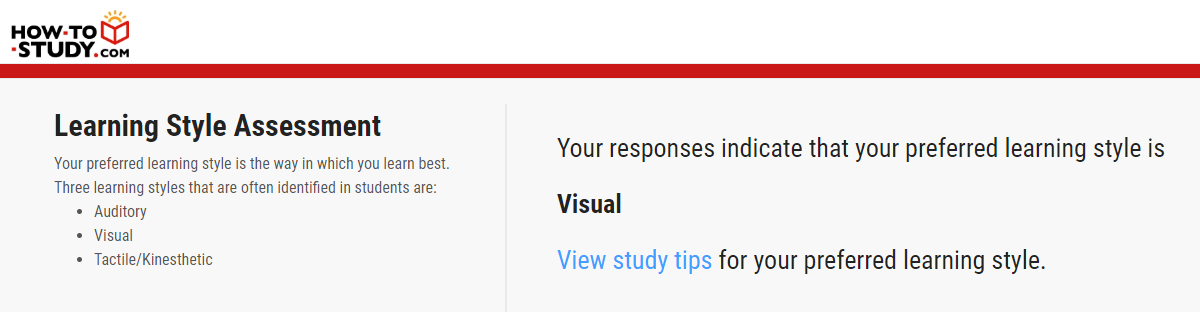 HOW·TO
·STUDY.COM
Learning Style Assessment
Your preferred learning style is the way in which you learn best.
Three learning styles that are often identified in students are:
• Auditory
• Visual
• Tactile/Kinesthetic
Your responses indicate that your preferred learning style is
Visual
View study tips for your preferred learning style.